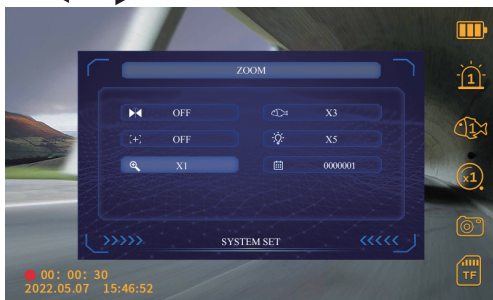 ZOOM
OFF X3
[+] OFF X5
X1 0000001
>>>>> SYSTEM SET <<<<<
1
1
x1
TF
00: 00: 30
2022.05.07 15:46:52